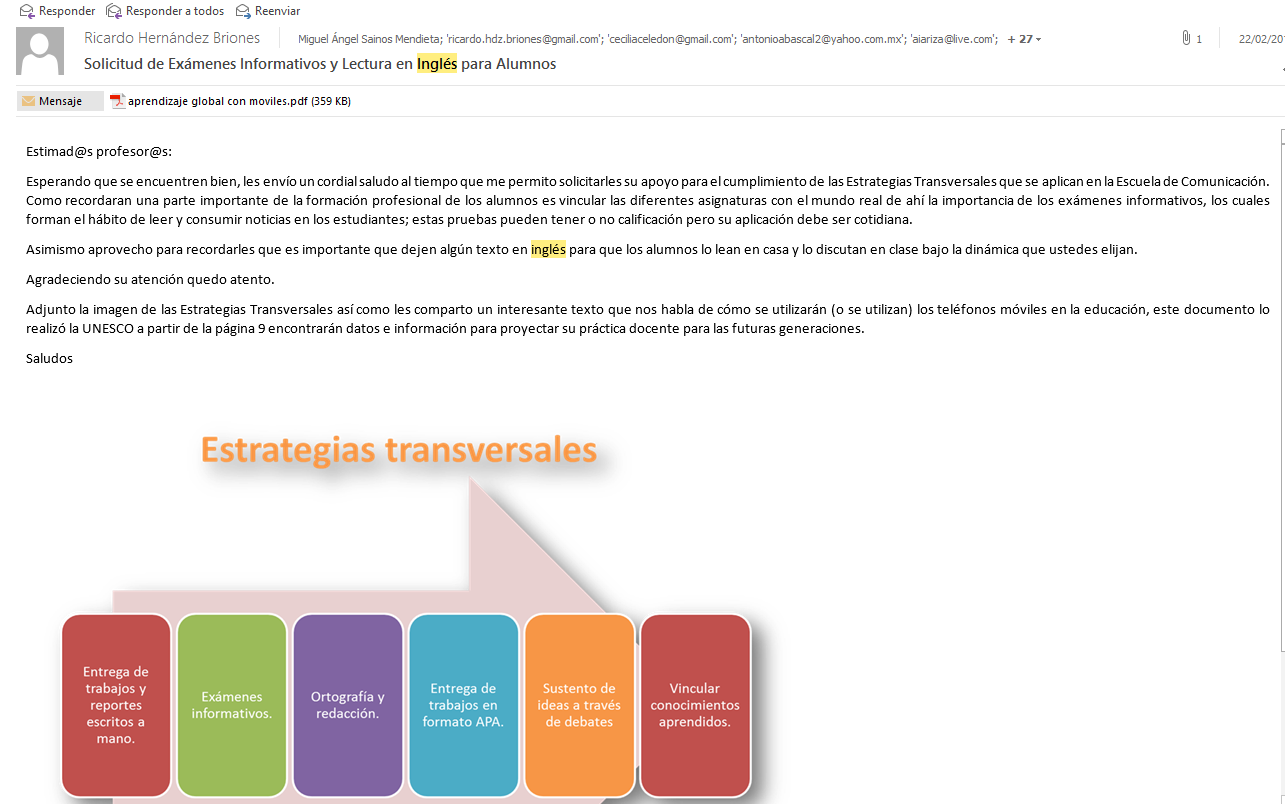 Responder Responder a todos Reenviar
Ricardo Hernández Briones Miguel Ángel Sainos Mendieta; 'ricardo.hdz.briones@gmail.com'; 'ceciliaceledon@gmail.com'; 'antonioabascal2@yahoo.com.mx'; 'aiariza@live.com'; + 27 1 22/02/201
Solicitud de Exámenes Informativos y Lectura en Inglés para Alumnos
Mensaje aprendizaje global con moviles.pdf (359 KB)
Estimad@s profesor@s:
Esperando que se encuentren bien, les envío un cordial saludo al tiempo que me permito solicitarles su apoyo para el cumplimiento de las Estrategias Transversales que se aplican en la Escuela de Comunicación.
Como recordaran una parte importante de la formación profesional de los alumnos es vincular las diferentes asignaturas con el mundo real de ahí la importancia de los exámenes informativos, los cuales
forman el hábito de leer y consumir noticias en los estudiantes; estas pruebas pueden tener o no calificación pero su aplicación debe ser cotidiana.
Asimismo aprovecho para recordarles que es importante que dejen algún texto en inglés para que los alumnos lo lean en casa y lo discutan en clase bajo la dinámica que ustedes elijan.
Agradeciendo su atención quedo atento.
Adjunto la imagen de las Estrategias Transversales así como les comparto un interesante texto que nos habla de cómo se utilizarán (o se utilizan) los teléfonos móviles en la educación, este documento lo
realizó la UNESCO a partir de la página 9 encontrarán datos e información para proyectar su práctica docente para las futuras generaciones.
Saludos
Estrategias transversales
Entrega de
trabajos y
reportes
escritos a
mano.
Exámenes
informativos.
Ortografía y
redacción.
Entrega de
trabajos en
formato APA.
Sustento de
ideas a través
de debates
Vincular
conocimientos
aprendidos.